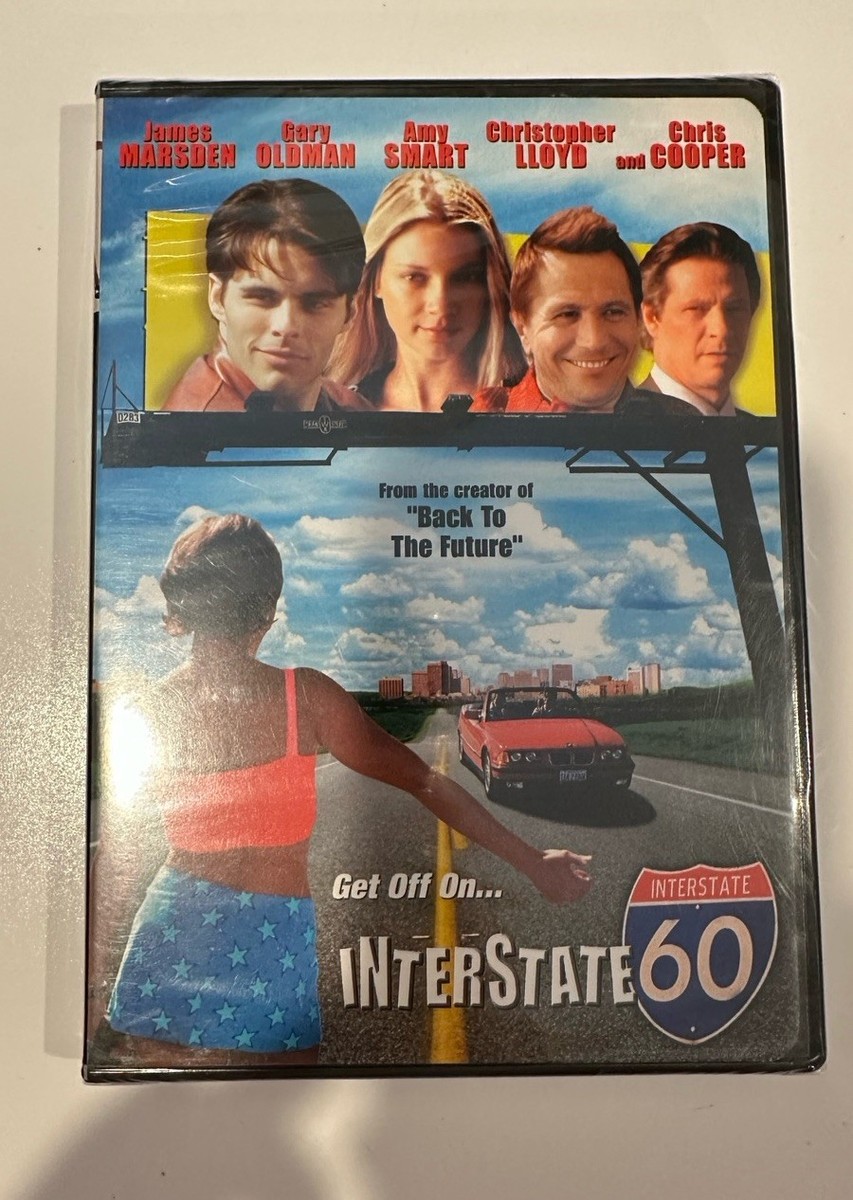 James MARSDEN
Gary OLDMAN
Amy SMART
Christopher LLOYD
and Chris COOPER
From the creator of
"Back To
The Future"
Get Off On...
INTERSTATE
INTERSTATE
60